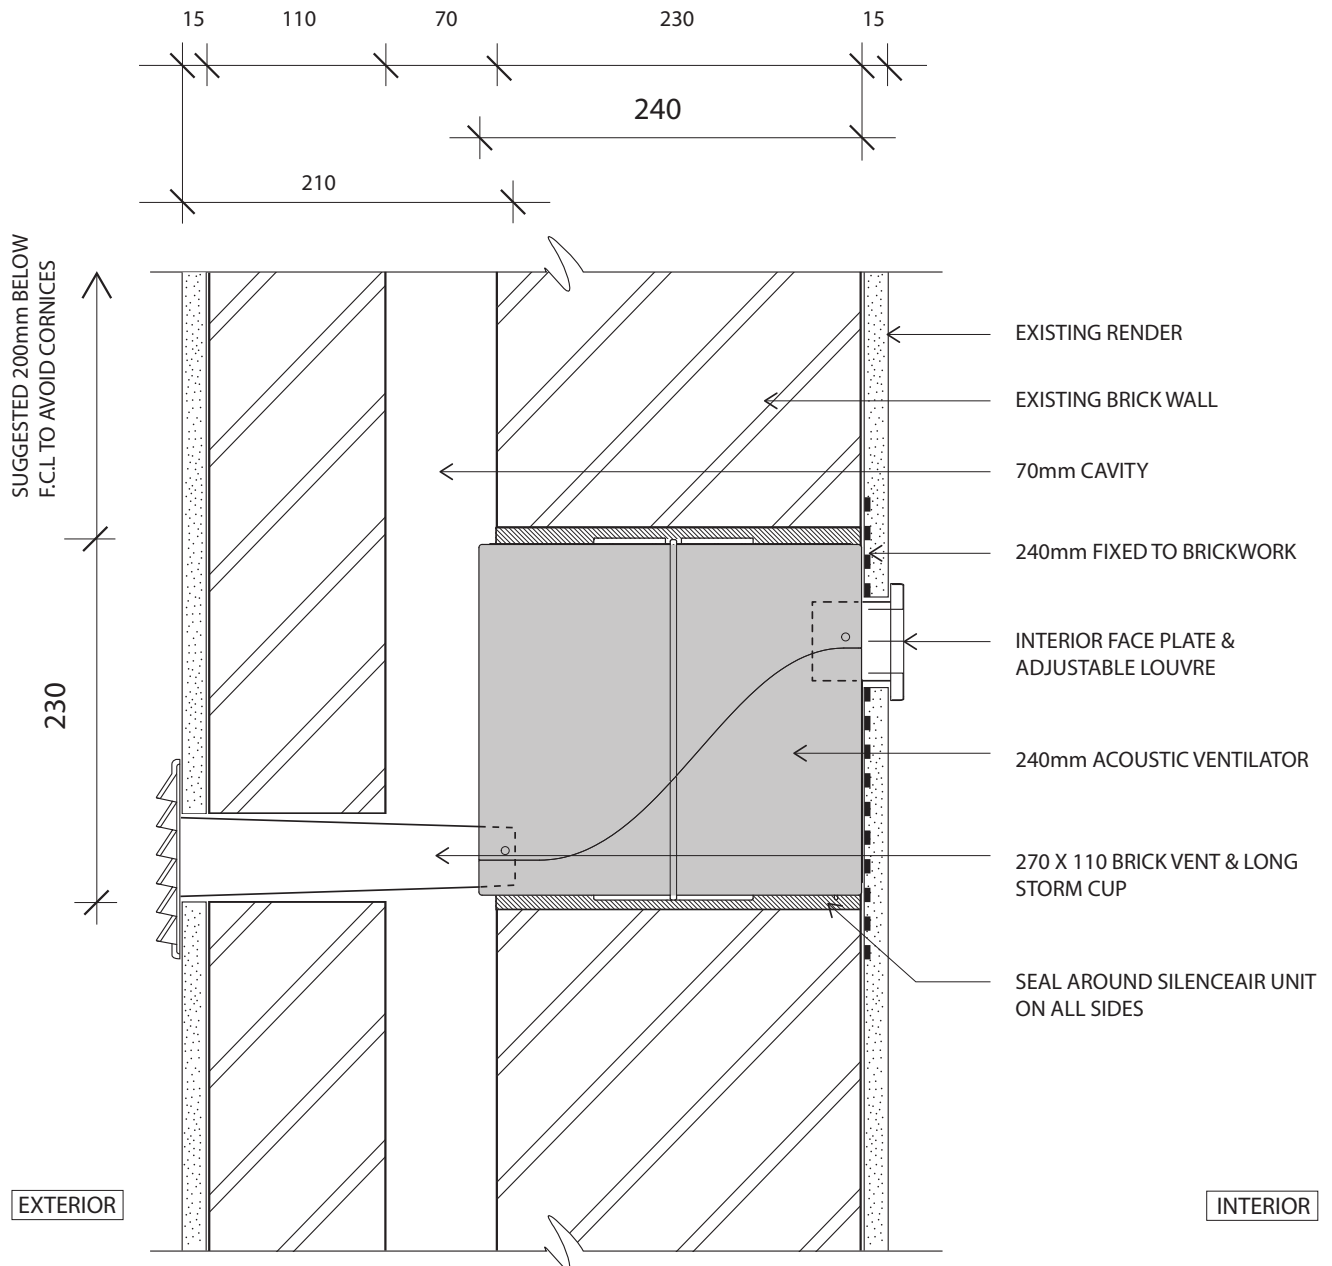 15
110
70
230
15
240
210
SUGGESTED 200mm BELOW
F.C.L TO AVOID CORNICES
EXISTING RENDER
EXISTING BRICK WALL
70mm CAVITY
240mm FIXED TO BRICKWORK
INTERIOR FACE PLATE &
ADJUSTABLE LOUVRE
230
240mm ACOUSTIC VENTILATOR
270 X 110 BRICK VENT & LONG
STORM CUP
SEAL AROUND SILENCEAIR UNIT
ON ALL SIDES
EXTERIOR
INTERIOR